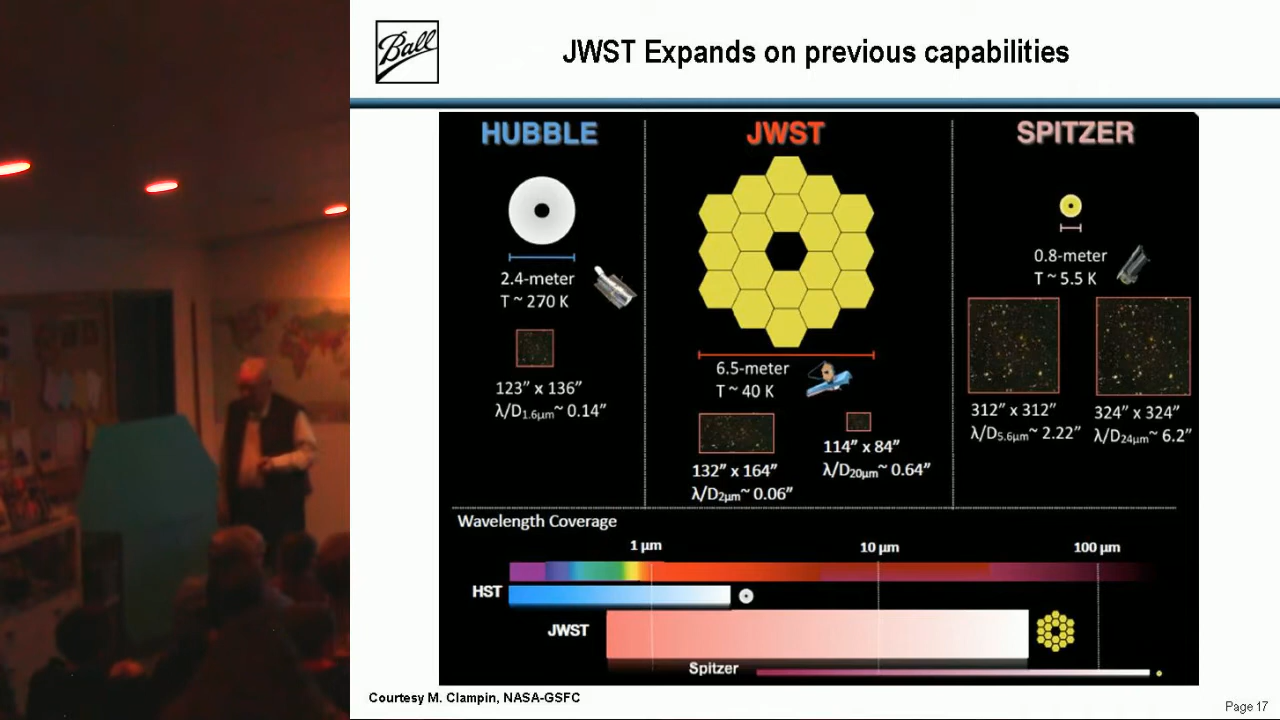 Ball
JWST Expands on previous capabilities
HUBBLE
2.4-meter
T ~ 270 K
123” x 136”
λ/D1.6μm~ 0.14”
JWST
6.5-meter
T ~ 40 K
132” x 164”
λ/D2μm~ 0.06”
114” x 84”
λ/D20μm~ 0.64”
SPITZER
0.8-meter
T ~ 5.5 K
312” x 312”
λ/D5.6μm~ 2.22”
324” x 324”
λ/D24μm~ 6.2”
Wavelength Coverage
1 μm
10 μm
100 μm
HST
JWST
Spitzer
Courtesy M. Clampin, NASA-GSFC
Page 17